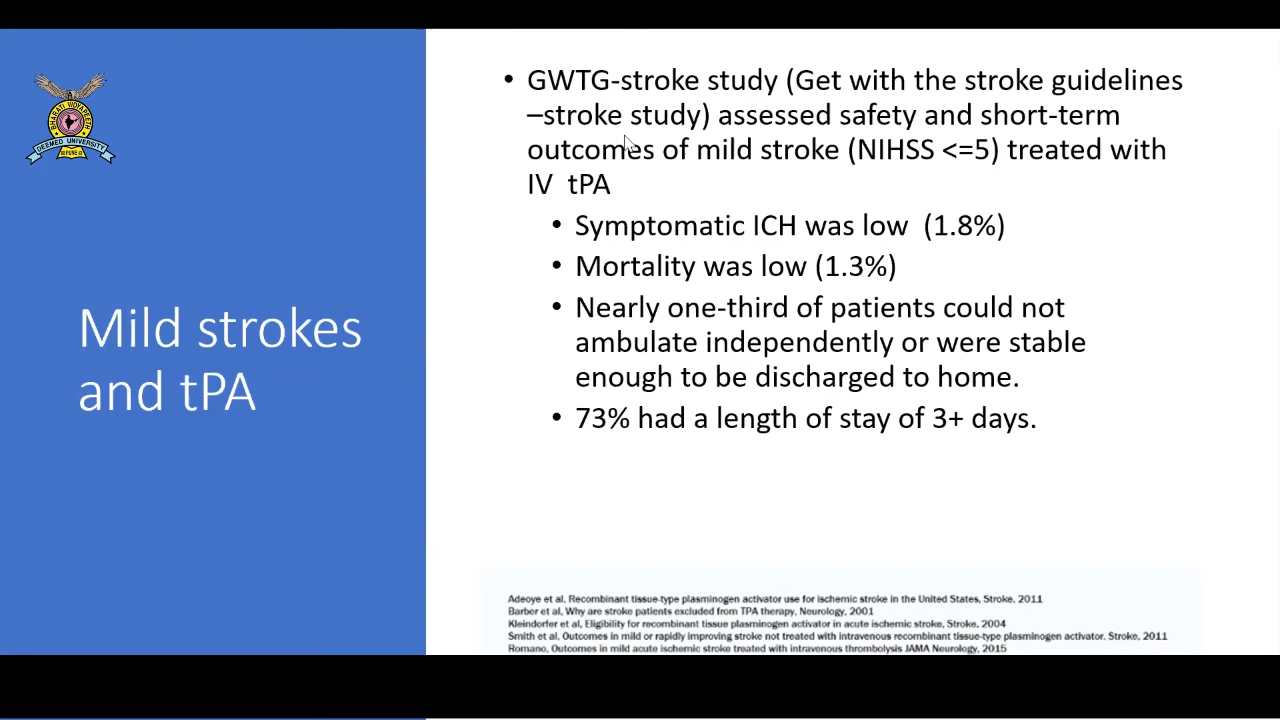 BHARATI VIDYAPEETH
DEEMED UNIVERSITY
Mild strokes
and tPA
• GWTG-stroke study (Get with the stroke guidelines
–stroke study) assessed safety and short-term
outcomes of mild stroke (NIHSS <=5) treated with
IV tPA
• Symptomatic ICH was low (1.8%)
• Mortality was low (1.3%)
• Nearly one-third of patients could not
ambulate independently or were stable
enough to be discharged to home.
• 73% had a length of stay of 3+ days.
Adeoye et al, Recombinant tissue-type plasminogen activator use for ischemic stroke in the United States, Stroke, 2011
Barber et al, Why are stroke patients excluded from TPA therapy, Neurology, 2001
Kleindorfer et al, Eligibility for recombinant tissue plasminogen activator in acute ischemic stroke, Stroke, 2004
Smith et al, Outcomes in mild or rapidly improving stroke not treated with intravenous recombinant tissue-type plasminogen activator. Stroke, 2011
Romano, Outcomes in mild acute ischemic stroke treated with intravenous thrombolysis JAMA Neurology, 2015